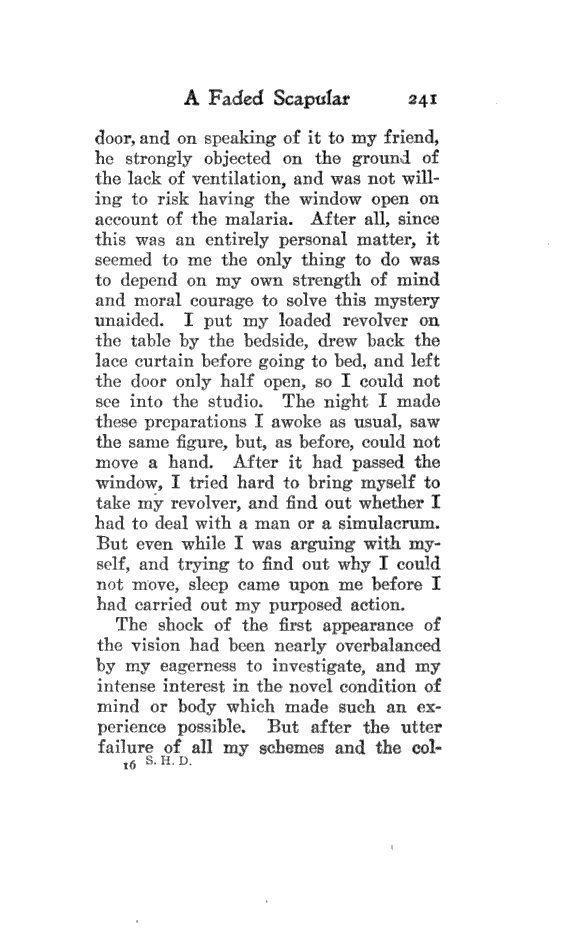 A Faded Scapular 241
door, and on speaking of it to my friend,
he strongly objected on the ground of
the lack of ventilation, and was not will-
ing to risk having the window open on
account of the malaria. After all, since
this was an entirely personal matter, it
seemed to me the only thing to do was
to depend on my own strength of mind
and moral courage to solve this mystery
unaided. I put my loaded revolver on
the table by the bedside, drew back the
lace curtain before going to bed, and left
the door only half open, so I could not
see into the studio. The night I made
these preparations I awoke as usual, saw
the same figure, but, as before, could not
move a hand. After it had passed the
window, I tried hard to bring myself to
take my revolver, and find out whether I
had to deal with a man or a simulacrum.
But even while I was arguing with my-
self, and trying to find out why I could
not move, sleep came upon me before I
had carried out my purposed action.
The shock of the first appearance of
the vision had been nearly overbalanced
by my eagerness to investigate, and my
intense interest in the novel condition of
mind or body which made such an ex-
perience possible. But after the utter
failure of all my schemes and the col-
16 S. H. D.